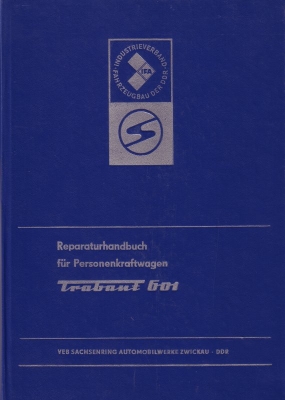 INDUSTRIEVERBAND
FAHRZEUGBAU DER DDR
IFA
Reparaturhandbuch
für Personenkraftwagen
Trabant 601
VEB SACHSENRING AUTOMOBILWERKE ZWICKAU · DDR